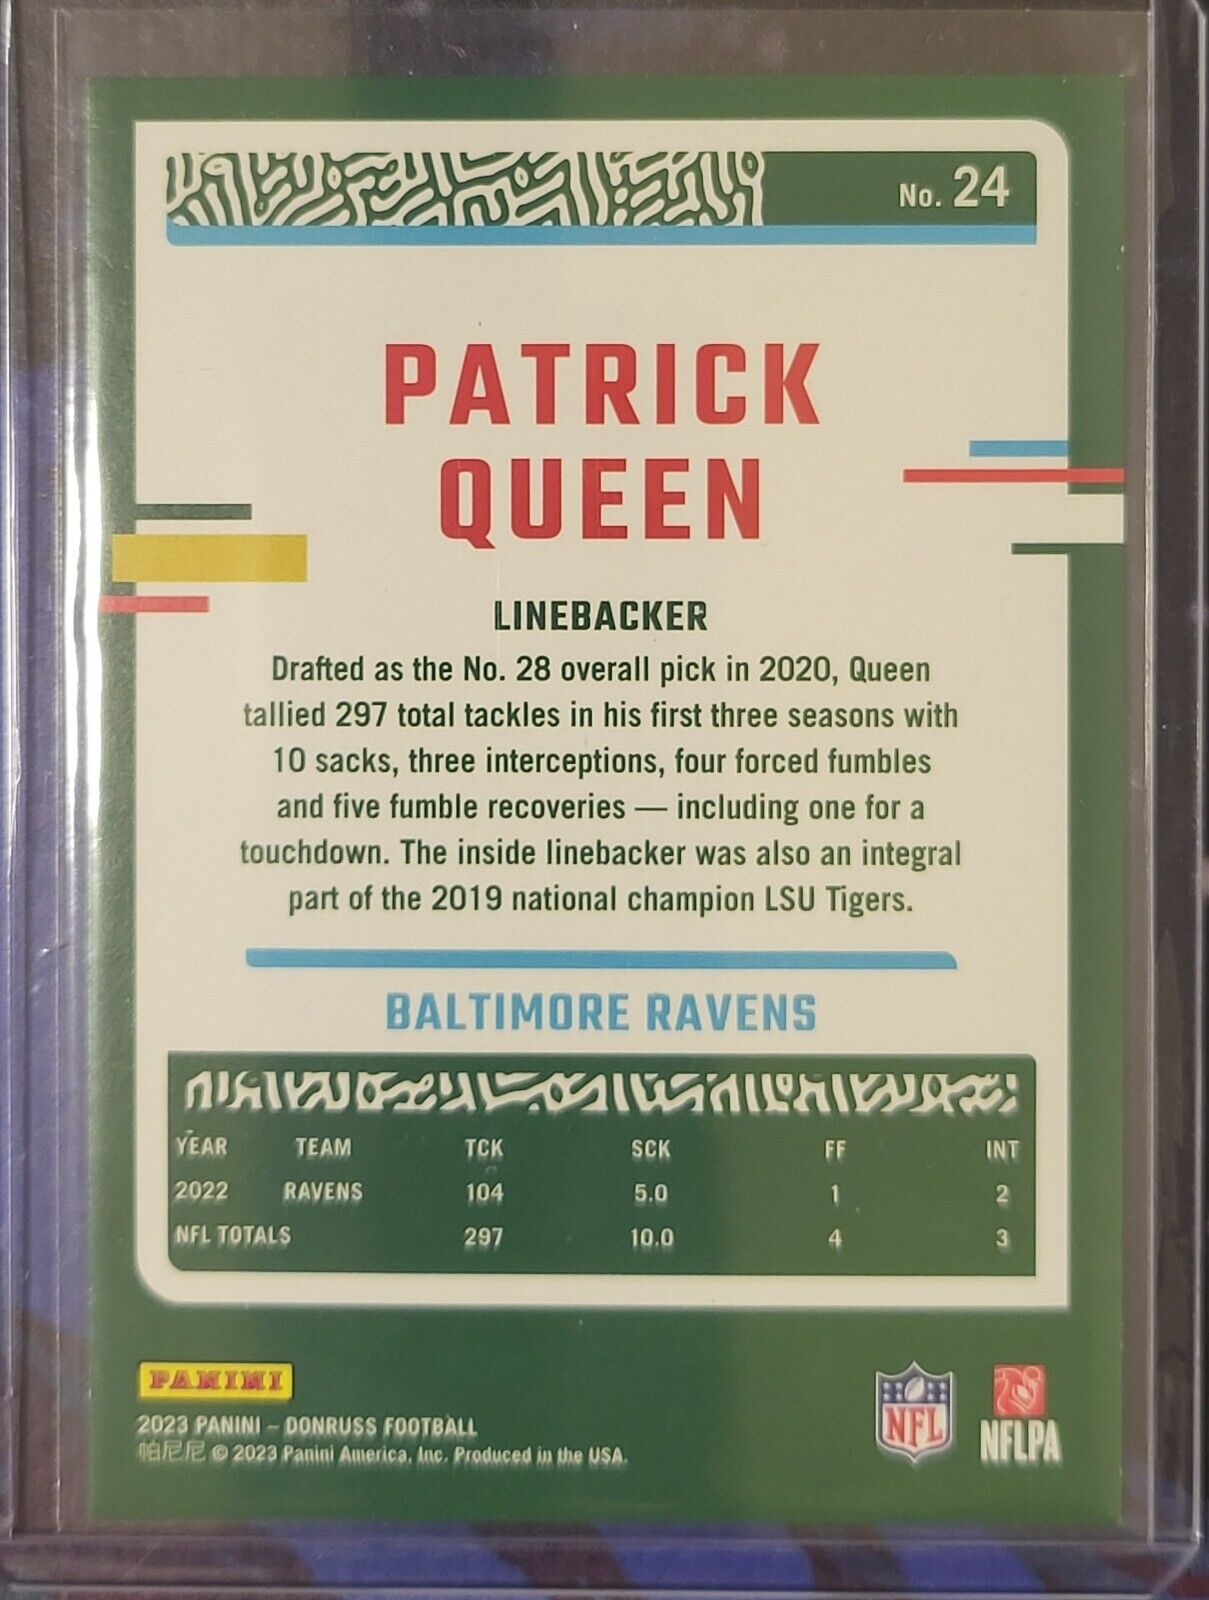 No. 24
PATRICK
QUEEN
LINEBACKER
Drafted as the No. 28 overall pick in 2020, Queen
tallied 297 total tackles in his first three seasons with
10 sacks, three interceptions, four forced fumbles
and five fumble recoveries — including one for a
touchdown. The inside linebacker was also an integral
part of the 2019 national champion LSU Tigers.
BALTIMORE RAVENS
YEAR TEAM TCK SCK FF INT
2022 RAVENS 104 5.0 1 2
NFL TOTALS 297 10.0 4 3
PANINI
2023 PANINI – DONRUSS FOOTBALL
帕尼尼 © 2023 Panini America, Inc. Produced in the USA.
NFL
NFLPA